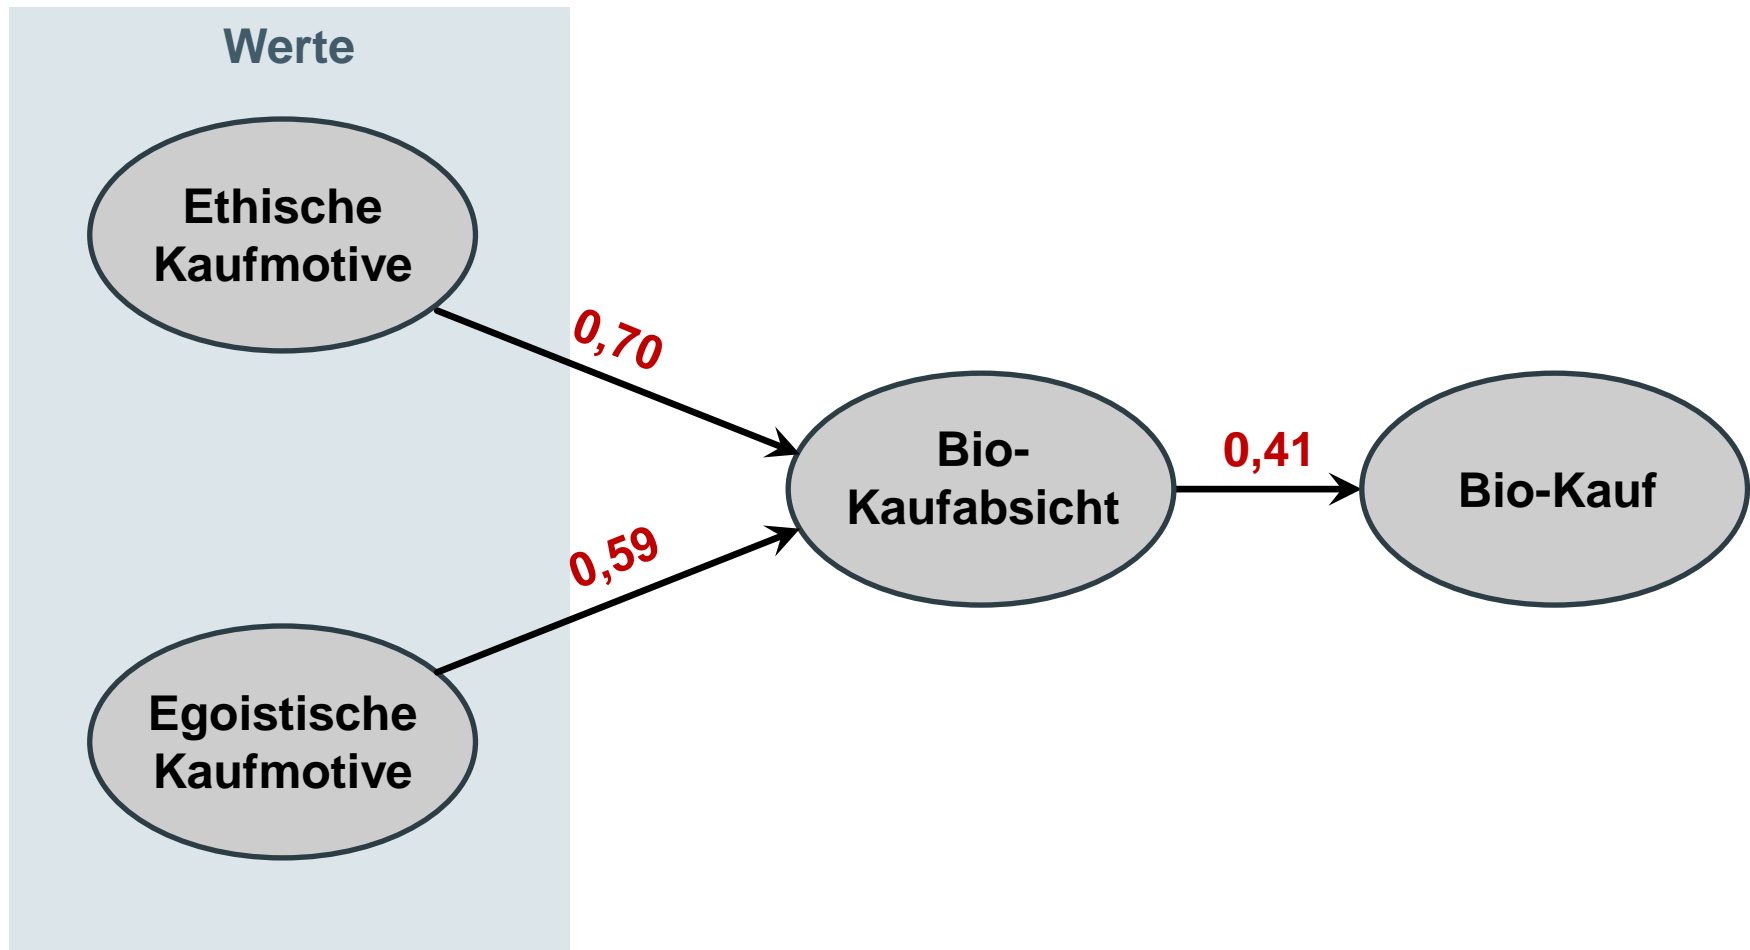 Werte
Ethische
Kaufmotive
0,70
Bio-
Kaufabsicht
0,41
Bio-Kauf
0,59
Egoistische
Kaufmotive